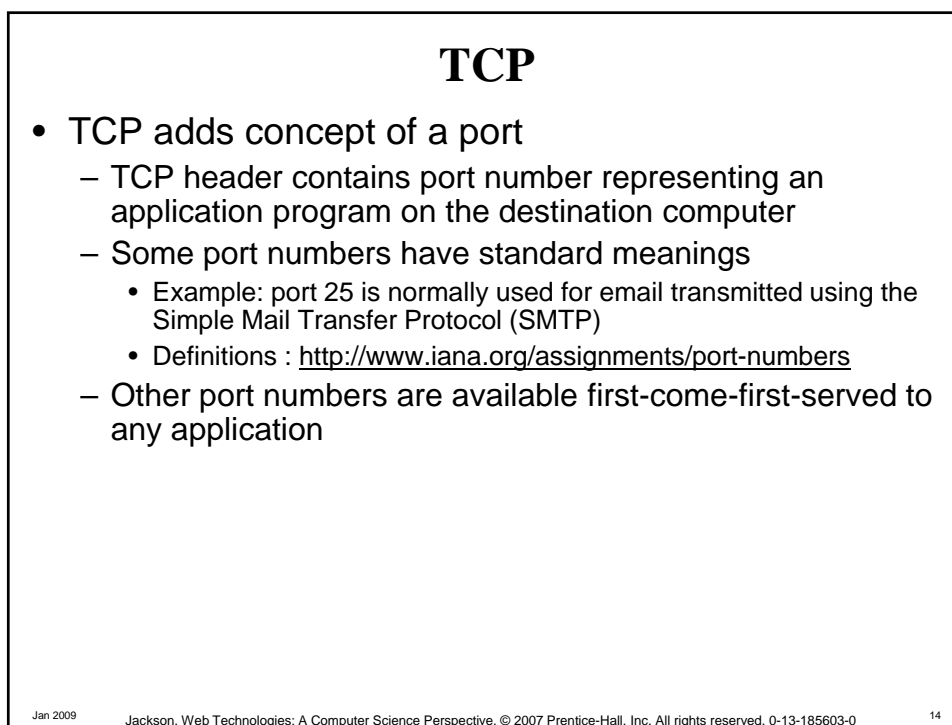 TCP
• TCP adds concept of a port
– TCP header contains port number representing an
application program on the destination computer
– Some port numbers have standard meanings
• Example: port 25 is normally used for email transmitted using the
Simple Mail Transfer Protocol (SMTP)
• Definitions : http://www.iana.org/assignments/port-numbers
– Other port numbers are available first-come-first-served to
any application
Jan 2009
Jackson, Web Technologies: A Computer Science Perspective, © 2007 Prentice-Hall, Inc. All rights reserved. 0-13-185603-0
14